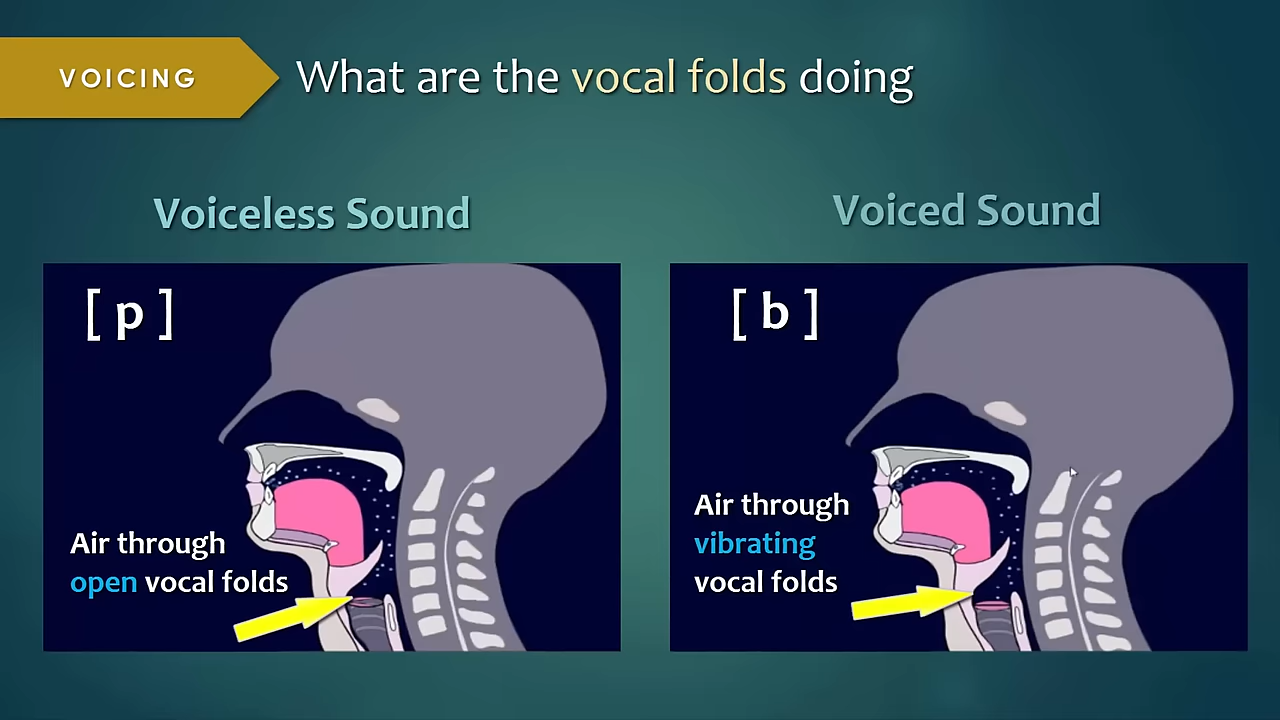 VOICING
What are the vocal folds doing
Voiceless Sound
[ p ]
Air through
open vocal folds
Voiced Sound
[ b ]
Air through
vibrating
vocal folds